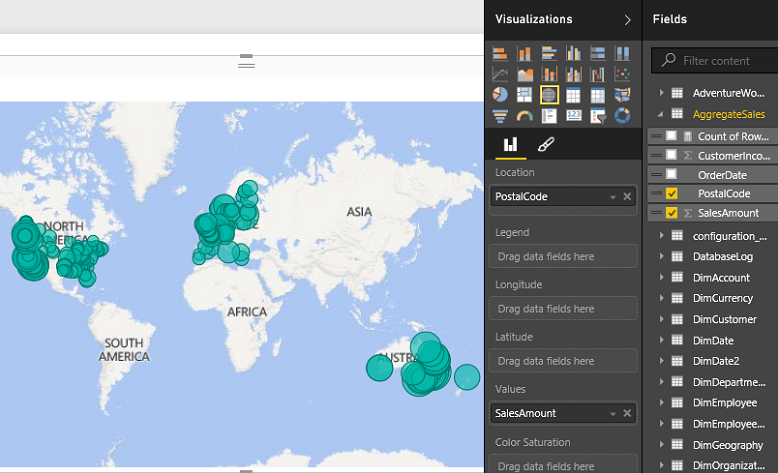 Visualizations
Fields
Filter content
AdventureWo...
AggregateSales
Count of Row...
CustomerInco...
OrderDate
PostalCode
SalesAmount
configuration_...
DatabaseLog
DimAccount
DimCurrency
DimCustomer
DimDate
DimDate2
DimDepartme...
DimEmployee
DimEmployee...
DimGeography
DimOrganizat...
Location
PostalCode
Legend
Drag data fields here
Longitude
Drag data fields here
Latitude
Drag data fields here
Values
SalesAmount
Color Saturation
Drag data fields here
123
NORTH
ASIA
AFRICA
SOUTH
AMERICA